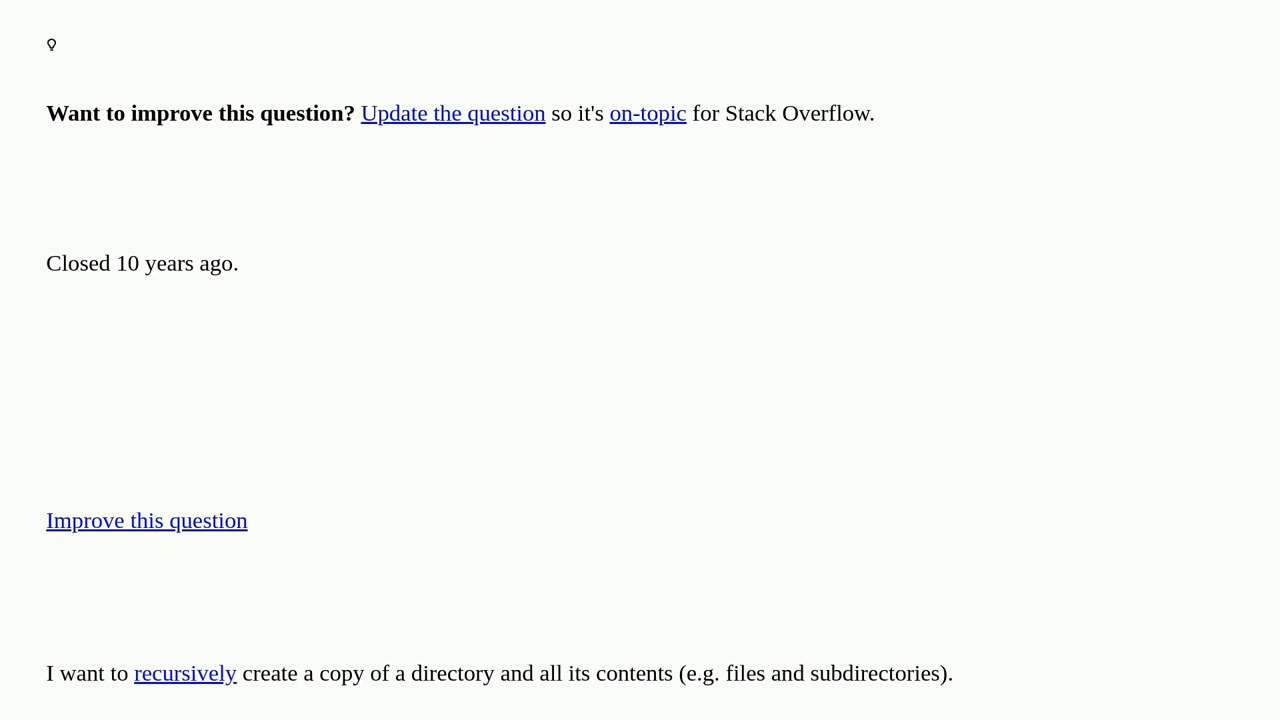 Want to improve this question? Update the question so it's on-topic for Stack Overflow.
Closed 10 years ago.
Improve this question
I want to recursively create a copy of a directory and all its contents (e.g. files and subdirectories).